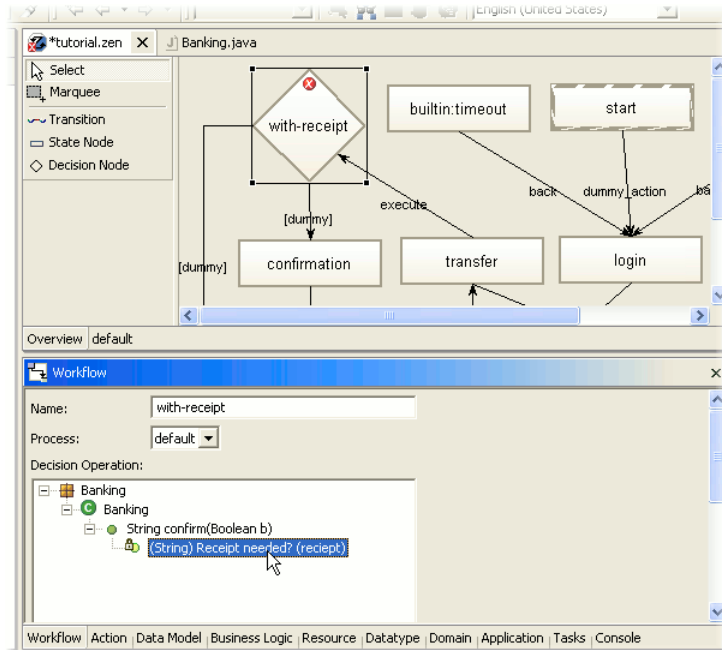 English (United States)
*tutorial.zen X Banking.java
Select
Marquee
Transition
State Node
Decision Node
with-receipt
builtin:timeout
start
back
dummy_action
ba
execute
[dummy]
[dummy]
confirmation
transfer
login
Overview default
Workflow
Name: with-receipt
Process: default
Decision Operation:
Banking
Banking
String confirm(Boolean b)
(String) Receipt needed? (reciept)
Workflow Action Data Model Business Logic Resource Datatype Domain Application Tasks Console